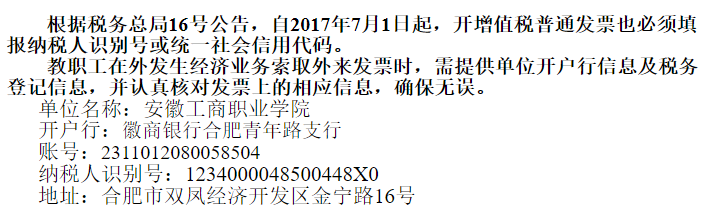 根据税务总局16号公告，自2017年7月1日起，开增值税普通发票也必须填
报纳税人识别号或统一社会信用代码。
教职工在外发生经济业务索取外来发票时，需提供单位开户行信息及税务
登记信息，并认真核对发票上的相应信息，确保无误。
单位名称：安徽工商职业学院
开户行：徽商银行合肥青年路支行
账号：2311012080058504
纳税人识别号：1234000048500448X0
地址：合肥市双凤经济开发区金宁路16号